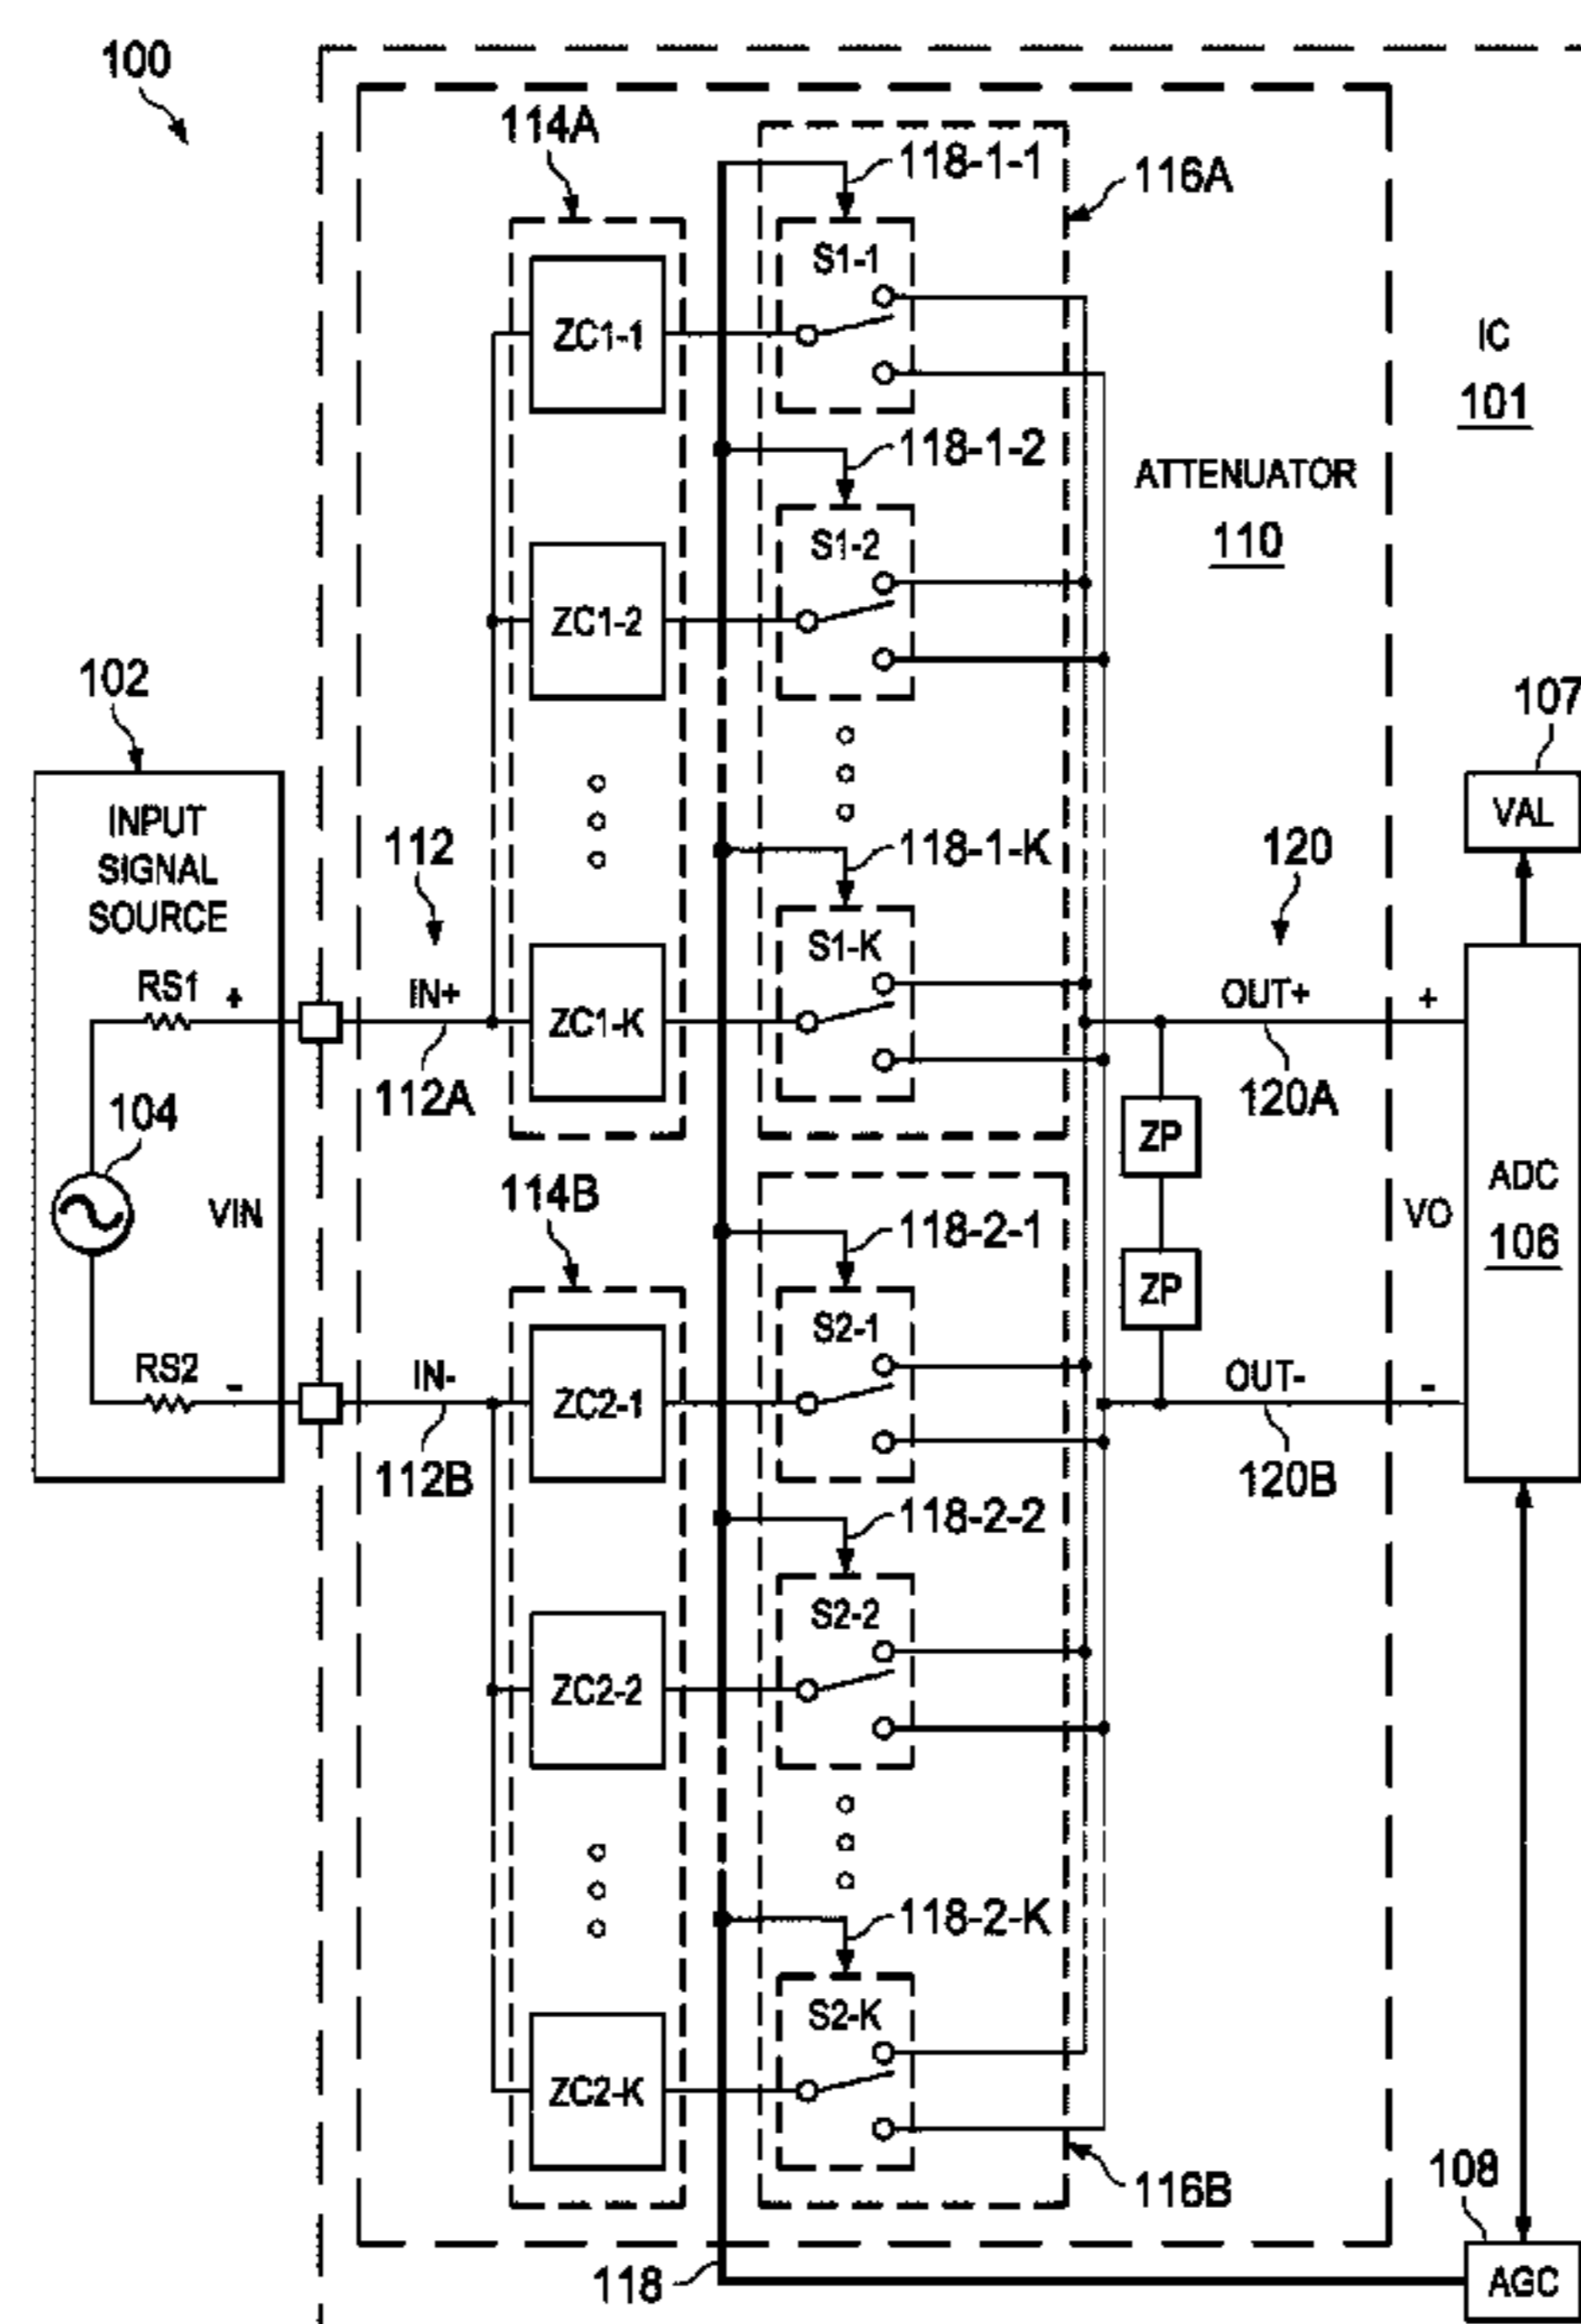 100
114A
118-1-1
116A
S1-1
ZC1-1
IC
101
118-1-2
ATTENUATOR
110
S1-2
ZC1-2
102
107
INPUT
SIGNAL
SOURCE
VAL
112
118-1-K
120
S1-K
RS1
+
IN+
ZC1-K
OUT+
+
112A
120A
104
ZP
ADC
106
VIN
114B
118-2-1
VO
ZP
S2-1
RS2
-
IN-
ZC2-1
OUT-
-
112B
120B
118-2-2
S2-2
ZC2-2
118-2-K
S2-K
ZC2-K
116B
108
118
AGC